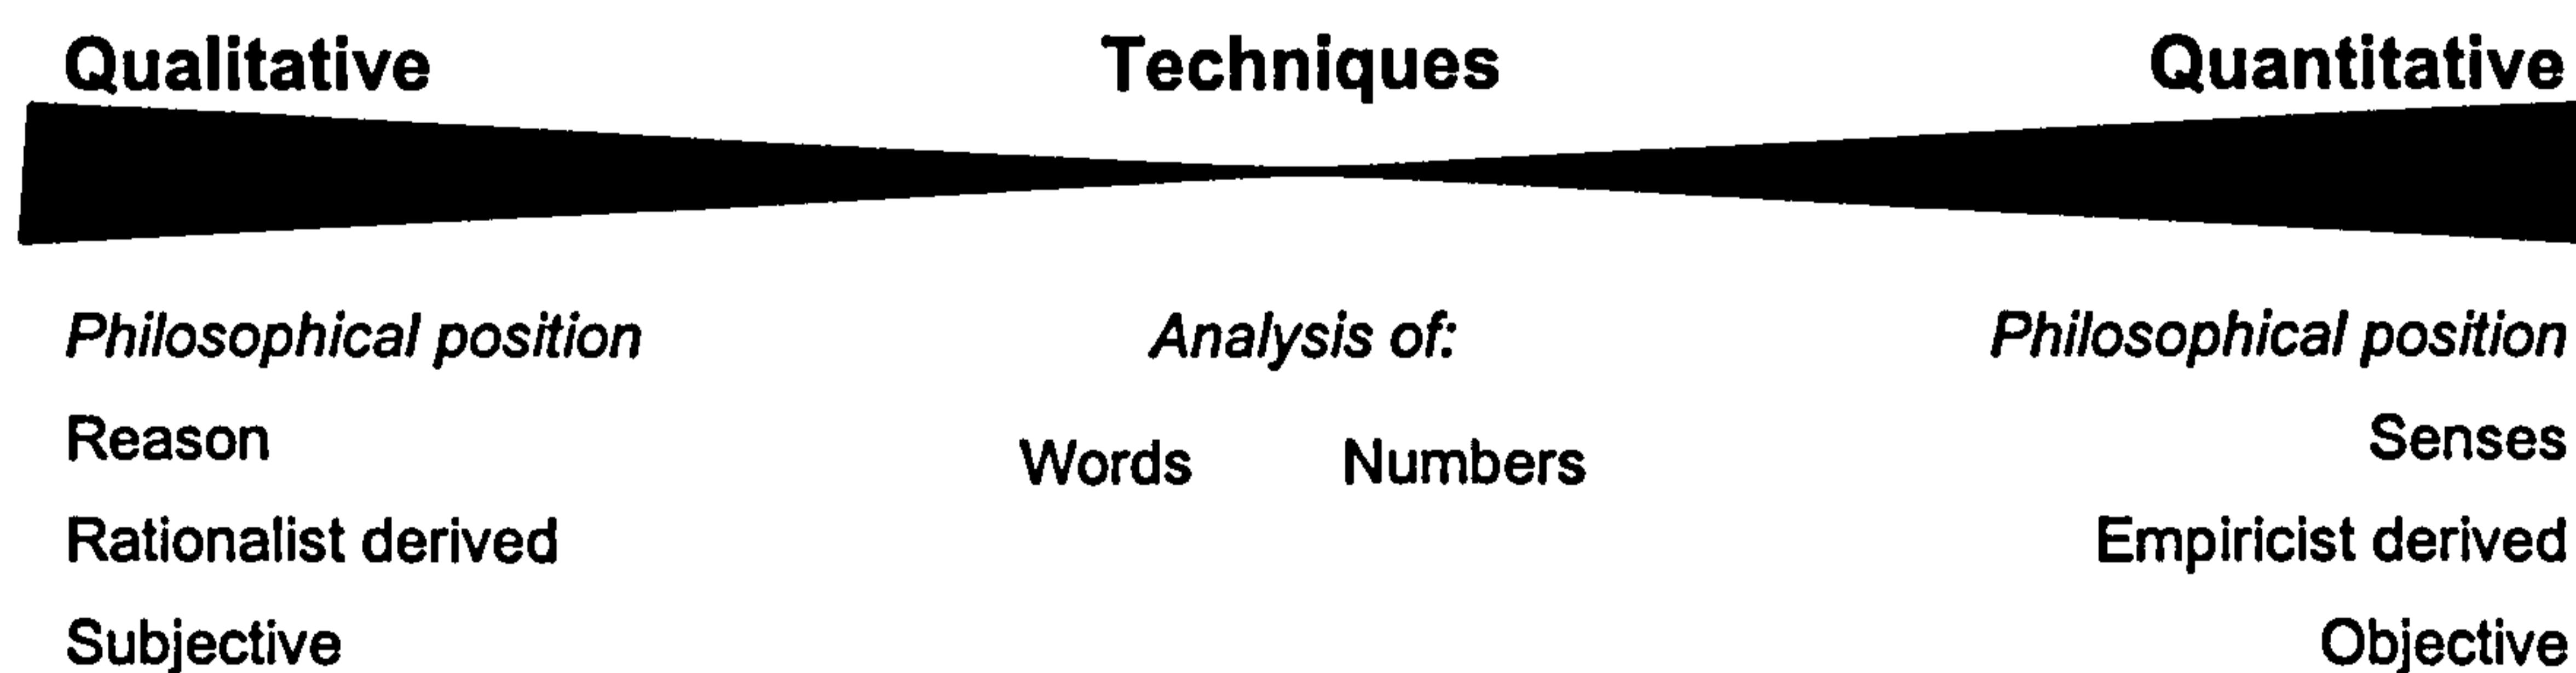 Qualitative Techniques Quantitative
Philosophical position Analysis of: Philosophical position
Reason Senses
Words Numbers
Rationalist derived Empiricist derived
Subjective Objective